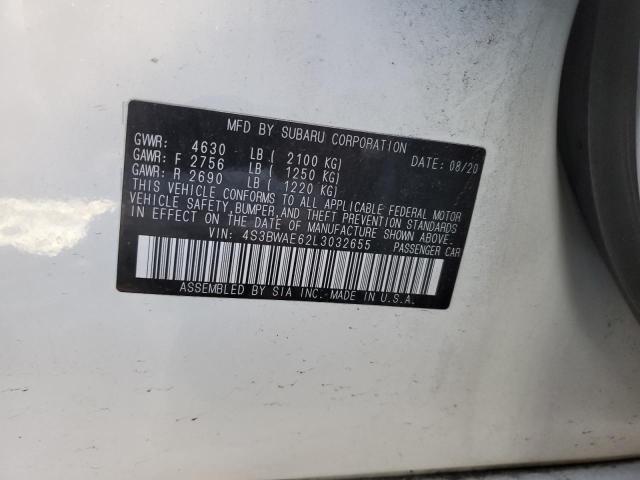 MFD BY SUBARU CORPORATION
GVWR: 4630 LB ( 2100 KG) DATE: 08/20
GAWR: F 2756 LB ( 1250 KG)
GAWR: R 2690 LB ( 1220 KG)
THIS VEHICLE CONFORMS TO ALL APPLICABLE FEDERAL MOTOR
VEHICLE SAFETY, BUMPER, AND THEFT PREVENTION STANDARDS
IN EFFECT ON THE DATE OF MANUFACTURE SHOWN ABOVE.
VIN: 4S3BWAE62L3032655 PASSENGER CAR
ASSEMBLED BY SIA INC. MADE IN U.S.A.